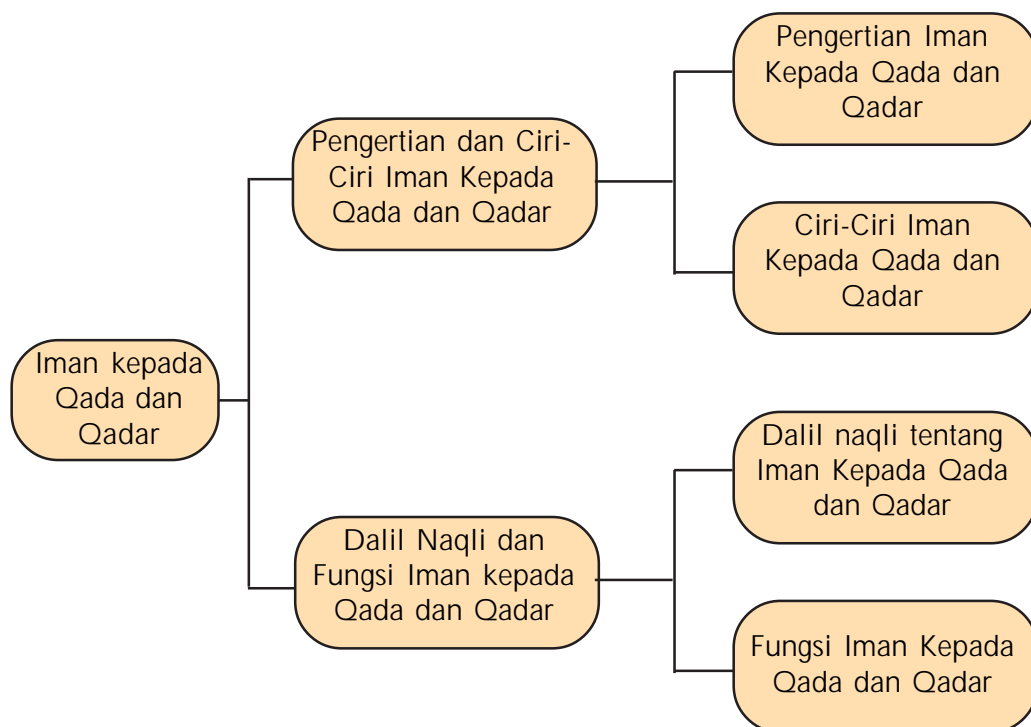 Iman kepada
Qada dan
Qadar
Pengertian dan Ciri-
Ciri Iman Kepada
Qada dan Qadar
Pengertian Iman
Kepada Qada dan
Qadar
Ciri-Ciri Iman
Kepada Qada dan
Qadar
Dalil Naqli dan
Fungsi Iman kepada
Qada dan Qadar
Dalil naqli tentang
Iman Kepada Qada
dan Qadar
Fungsi Iman Kepada
Qada dan Qadar